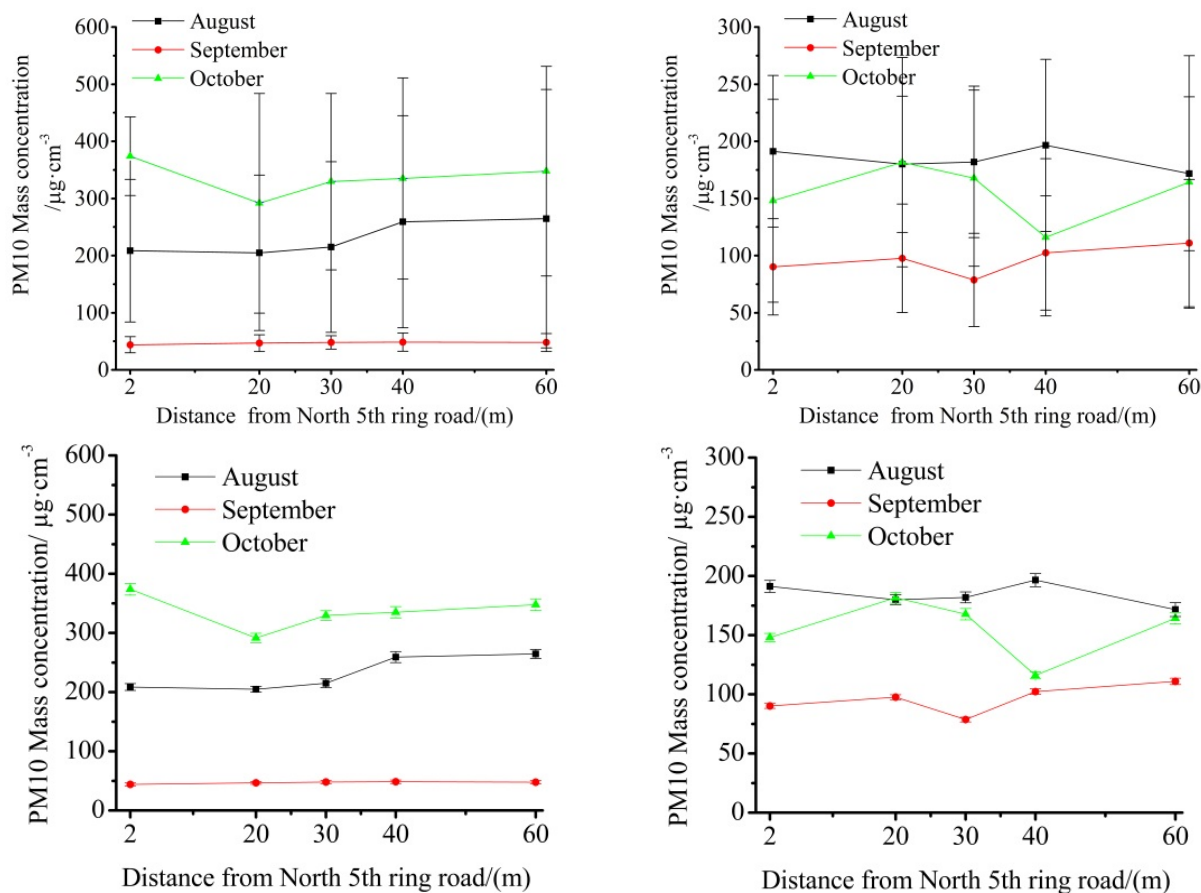 600
500
400
300
200
100
0
PM10 Mass concentration
/μg·cm-3
August
September
October
2 20 30 40 60
Distance from North 5th ring road/(m)
300
250
200
150
100
50
0
PM10 Mass concentration
/μg·cm-3
August
September
October
2 20 30 40 60
Distance from North 5th ring road/(m)
600
500
400
300
200
100
0
PM10 Mass concentration/ μg·cm-3
August
September
October
2 20 30 40 60
Distance from North 5th ring road/(m)
300
250
200
150
100
50
0
PM10 Mass concentration/ μg·cm-3
August
September
October
2 20 30 40 60
Distance from North 5th ring road/(m)